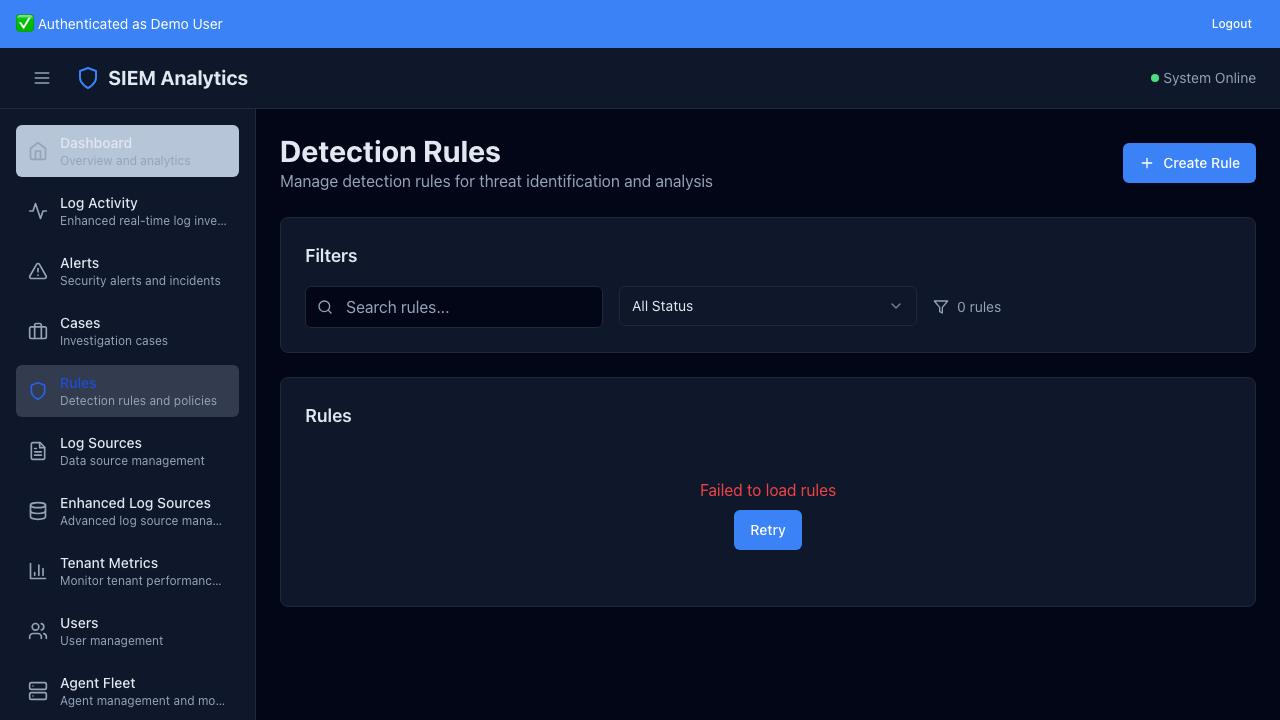 ✅ Authenticated as Demo User
Logout
SIEM Analytics
System Online
Dashboard
Overview and analytics
Log Activity
Enhanced real-time log inve...
Alerts
Security alerts and incidents
Cases
Investigation cases
Rules
Detection rules and policies
Log Sources
Data source management
Enhanced Log Sources
Advanced log source mana...
Tenant Metrics
Monitor tenant performanc...
Users
User management
Agent Fleet
Agent management and mo...
Detection Rules
Manage detection rules for threat identification and analysis
Create Rule
Filters
Search rules...
All Status
0 rules
Rules
Failed to load rules
Retry